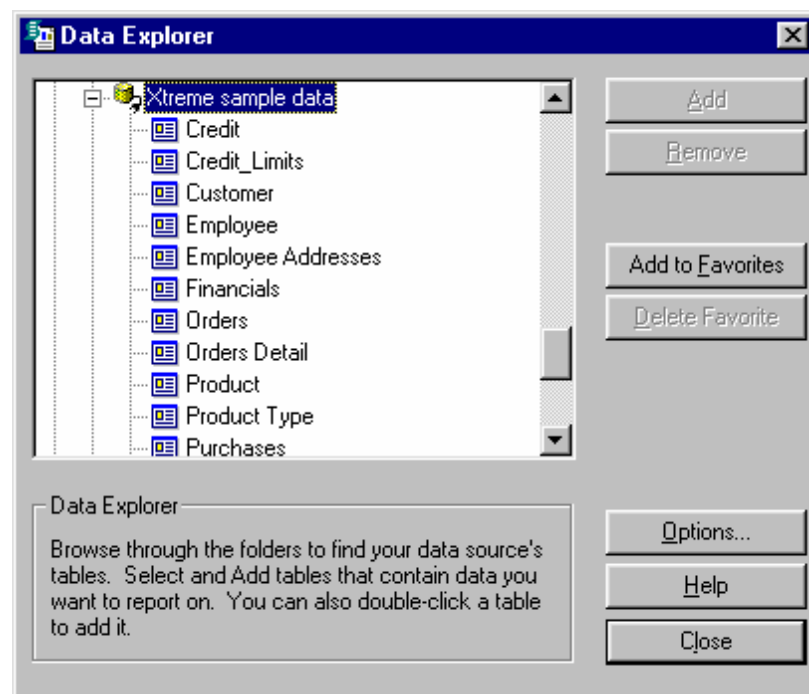 Data Explorer
Xtreme sample data
Credit
Credit_Limits
Customer
Employee
Employee Addresses
Financials
Orders
Orders Detail
Product
Product Type
Purchases
Add
Remove
Add to Favorites
Delete Favorite
Data Explorer
Browse through the folders to find your data source's
tables. Select and Add tables that contain data you
want to report on. You can also double-click a table
to add it.
Options...
Help
Close